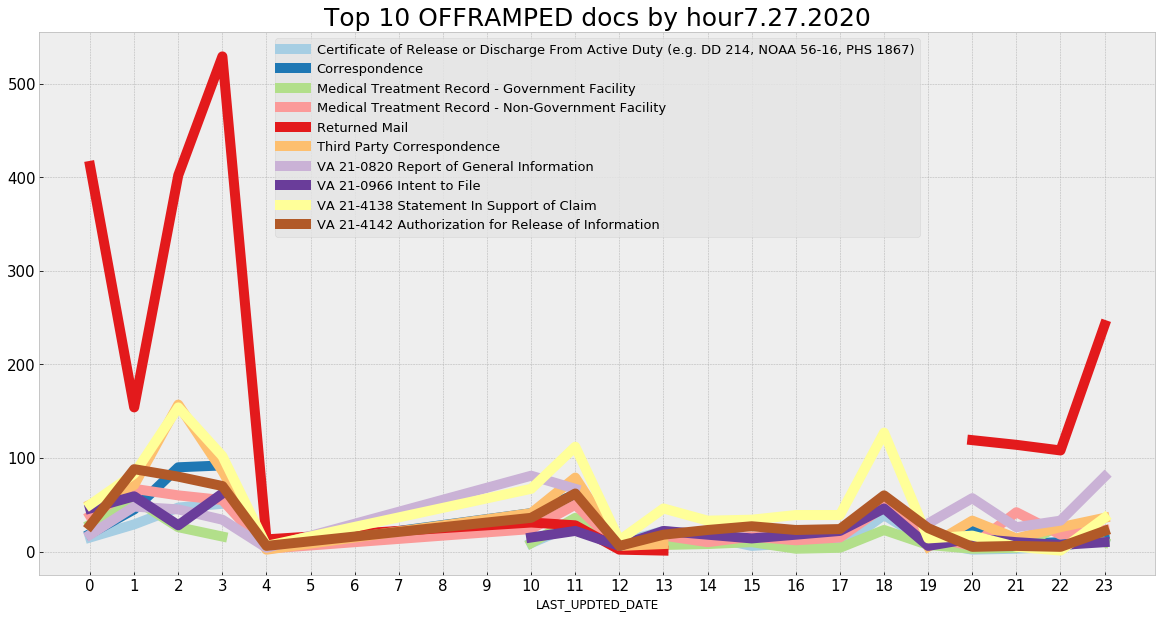 Top 10 OFFRAMPED docs by hour7.27.2020
Certificate of Release or Discharge From Active Duty (e.g. DD 214, NOAA 56-16, PHS 1867)
Correspondence
Medical Treatment Record - Government Facility
Medical Treatment Record - Non-Government Facility
Returned Mail
Third Party Correspondence
VA 21-0820 Report of General Information
VA 21-0966 Intent to File
VA 21-4138 Statement In Support of Claim
VA 21-4142 Authorization for Release of Information
500
400
300
200
100
0
0 1 2 3 4 5 6 7 8 9 10 11 12 13 14 15 16 17 18 19 20 21 22 23
LAST_UPDTED_DATE